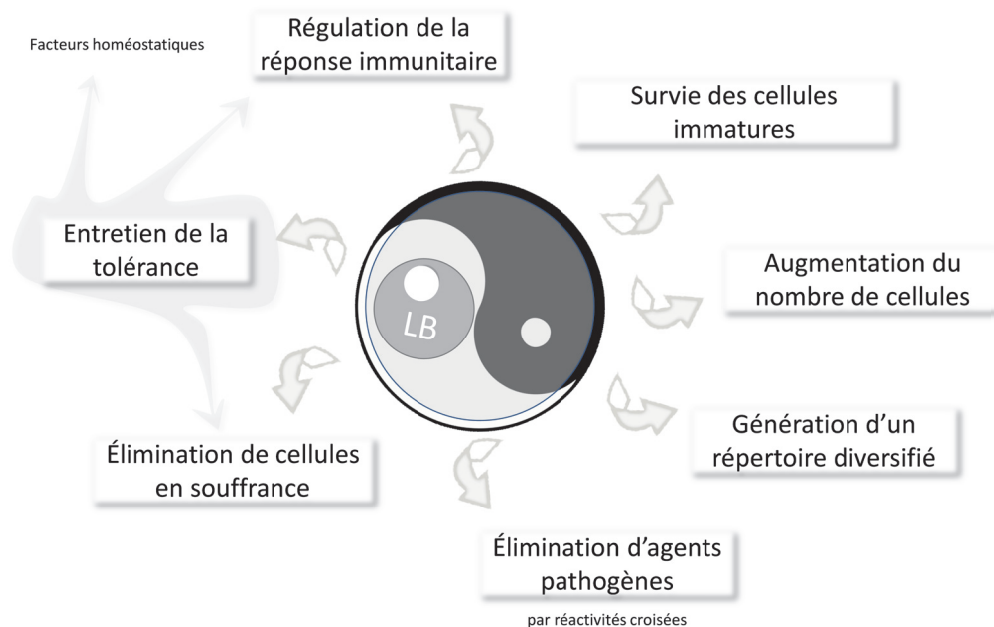 Facteurs homéostatiques
Régulation de la
réponse immunitaire
Survie des cellules
immatures
Entretien de la
tolérance
Augmentation du
nombre de cellules
LB
Génération d'un
répertoire diversifié
Élimination de cellules
en souffrance
Élimination d'agents
pathogènes
par réactivités croisées